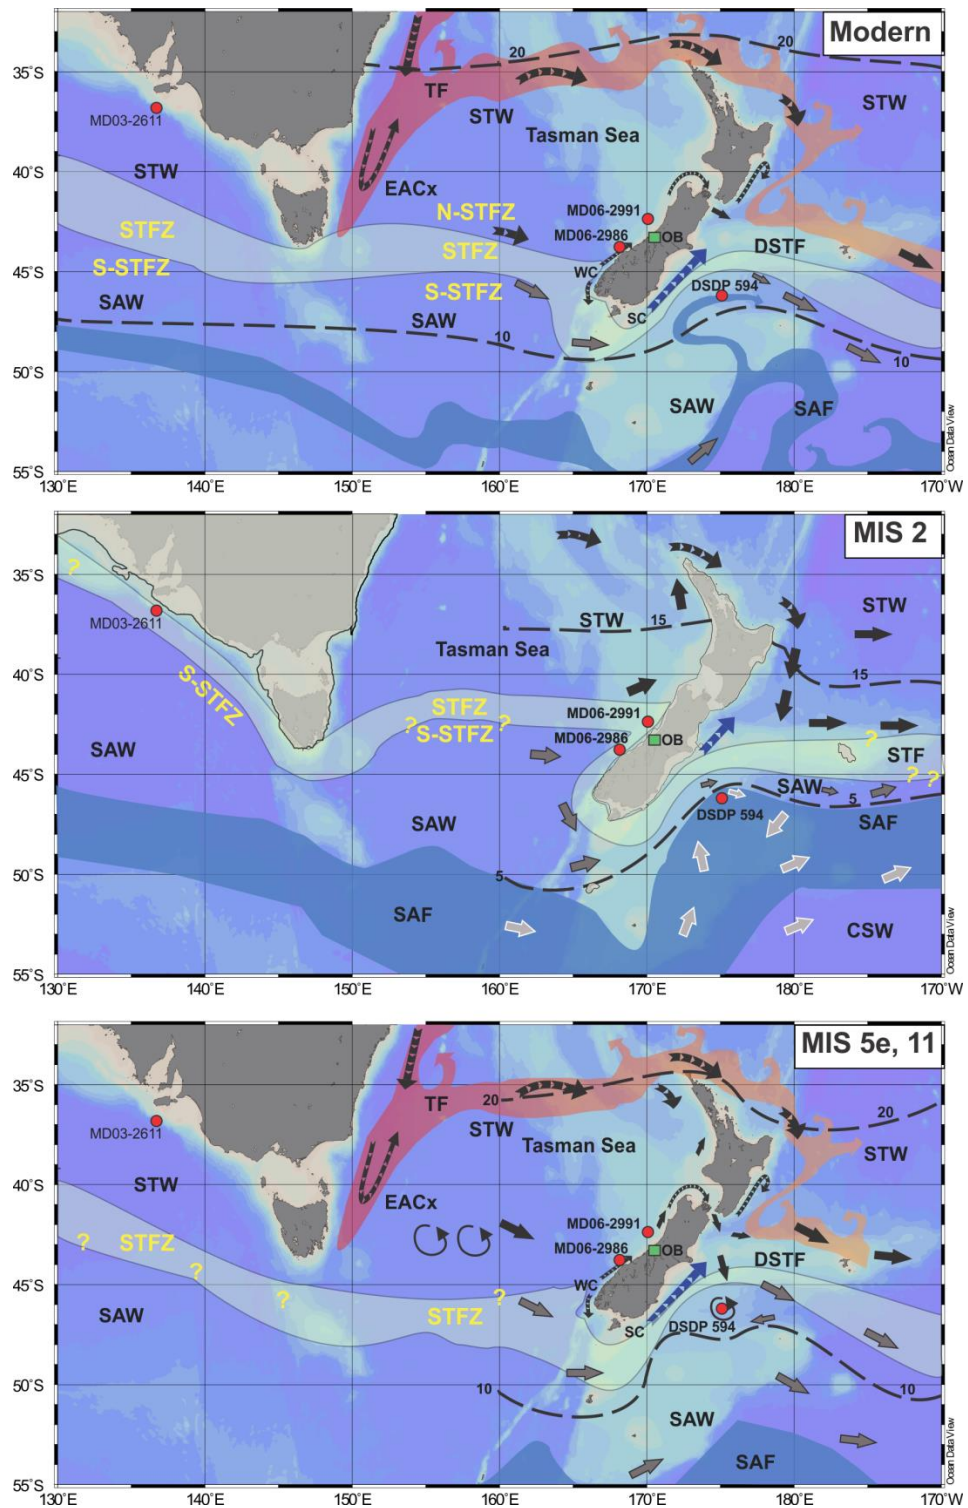 Modern
20
20
35°S
TF
STW
STW
MD03-2611
Tasman Sea
40°S
STW
EACx
N-STFZ
MD06-2991
STFZ
STFZ
MD06-2986
OB
DSTF
45°S
S-STFZ
S-STFZ
WC
DSDP 594
SAW
SAW
SC
10
10
50°S
SAW
SAF
55°S
130°E
140°E
150°E
160°E
170°E
180°E
170°W
Ocean Data View
MIS 2
35°S
?
STW
15
STW
MD03-2611
Tasman Sea
15
40°S
S-STFZ
STFZ
MD06-2991
?
S-STFZ
?
MD06-2986
OB
?
SAW
STF
45°S
? ?
SAW
5
DSDP 594
SAF
SAW
50°S
5
SAF
CSW
55°S
130°E
140°E
150°E
160°E
170°E
180°E
170°W
Ocean Data View
MIS 5e, 11
35°S
TF
20
20
STW
MD03-2611
Tasman Sea
STW
STW
40°S
EACx
MD06-2991
?
STFZ
MD06-2986
OB
DSTF
?
45°S
WC
SAW
?
STFZ
?
SC
DSDP 594
50°S
10
10
SAW
SAF
55°S
130°E
140°E
150°E
160°E
170°E
180°E
170°W
Ocean Data View